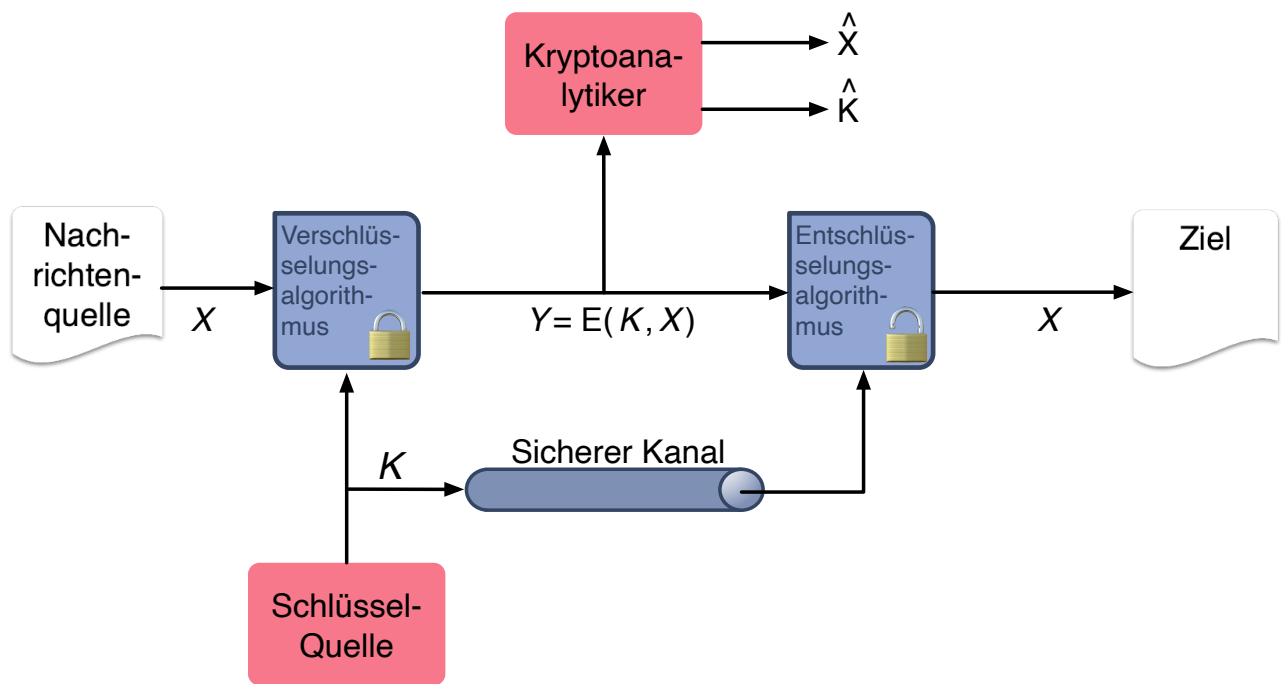 Kryptoana-
lytiker
^
X
^
K
Nach-
richten-
quelle
X
Verschlüs-
selungs-
algorith-
mus
Y = E( K , X )
Entschlüs-
selungs-
algorith-
mus
X
Ziel
K
Sicherer Kanal
Schlüssel-
Quelle